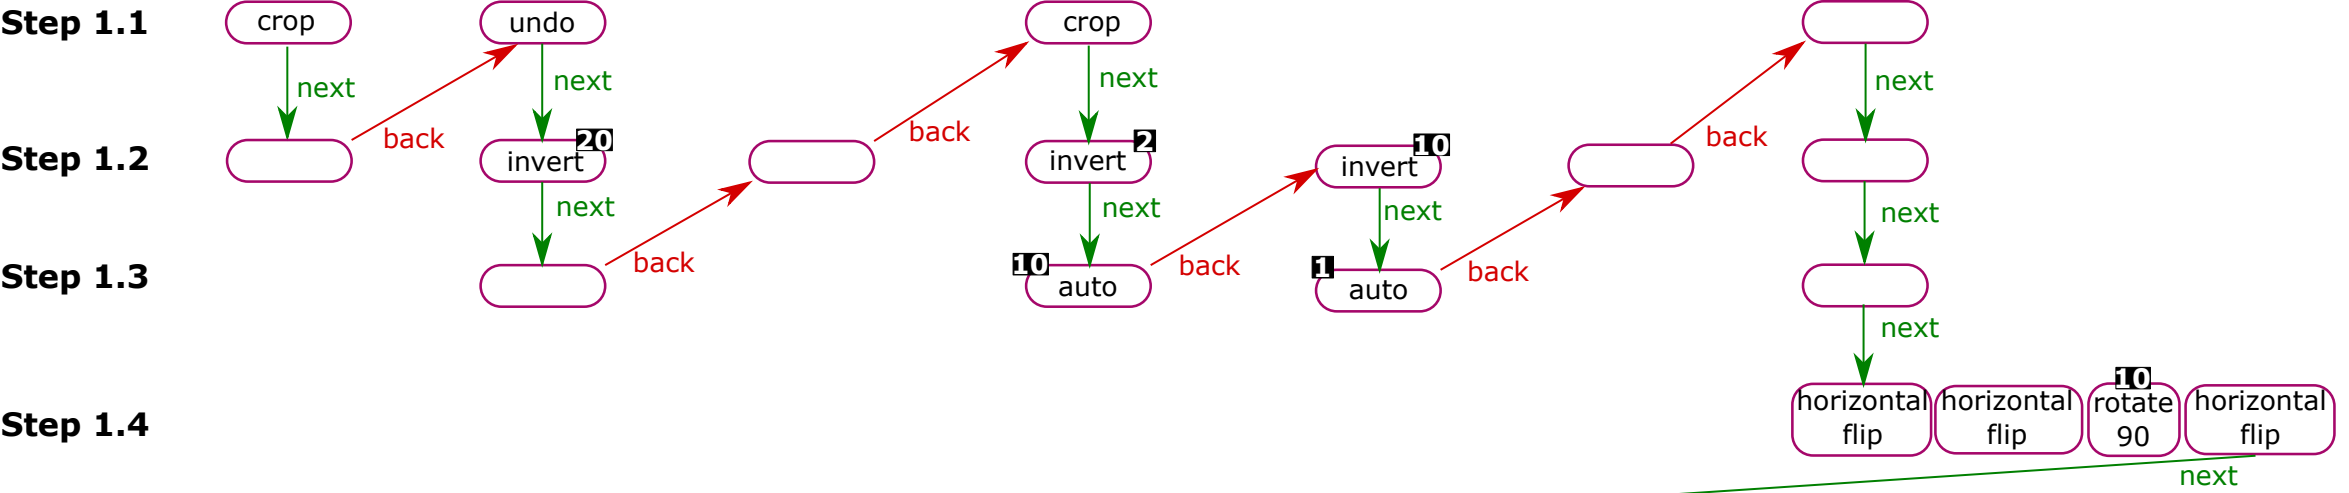 Step 1.1 crop undo crop
next next next next
back back back
20 2 10
Step 1.2 invert invert invert
next next next next
back back back
10 1
Step 1.3 auto auto
next
10
Step 1.4 horizontal flip horizontal flip rotate 90 horizontal flip
next